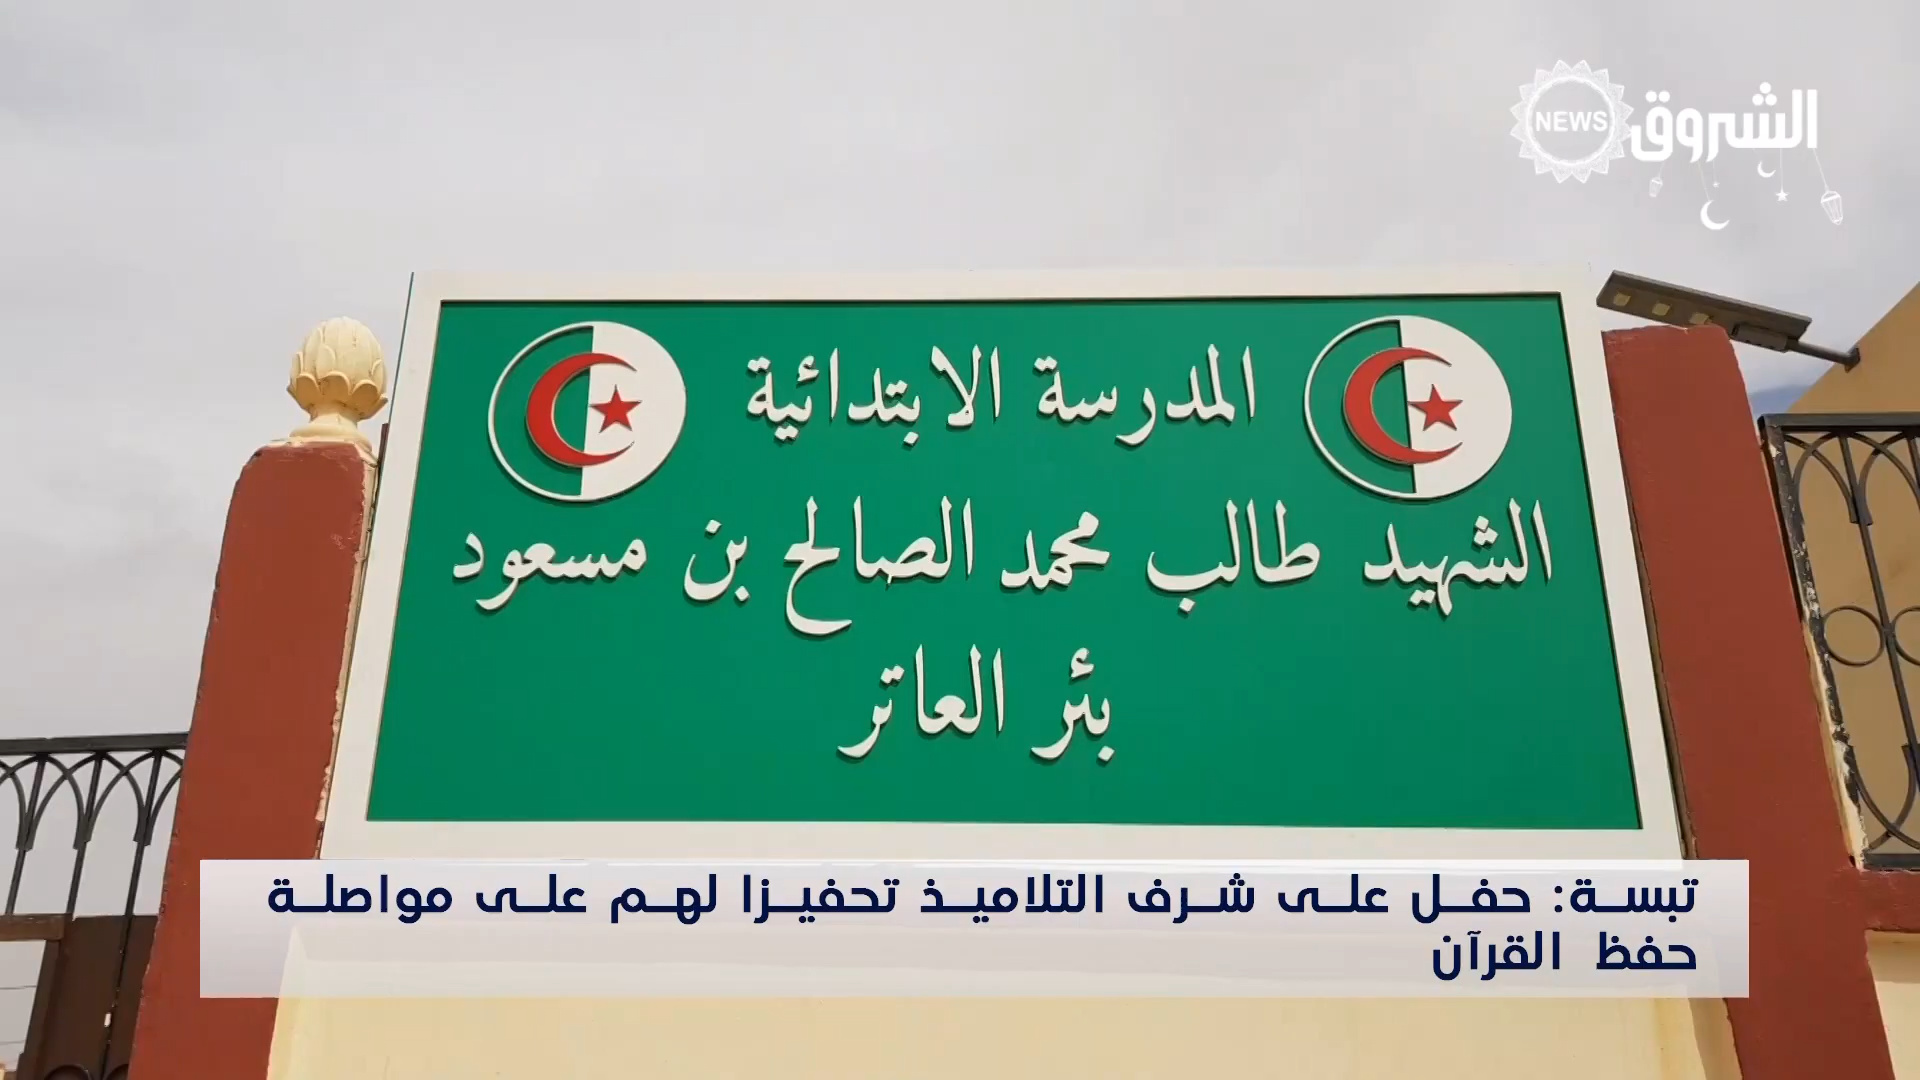 الشروق
NEWS
المدرسة الابتدائية
الشهيد طالب محمد الصالح بن مسعود
بئر العاتر
تبسة: حفل على شرف التلاميذ تحفيزا لهم على مواصلة
حفظ القرآن